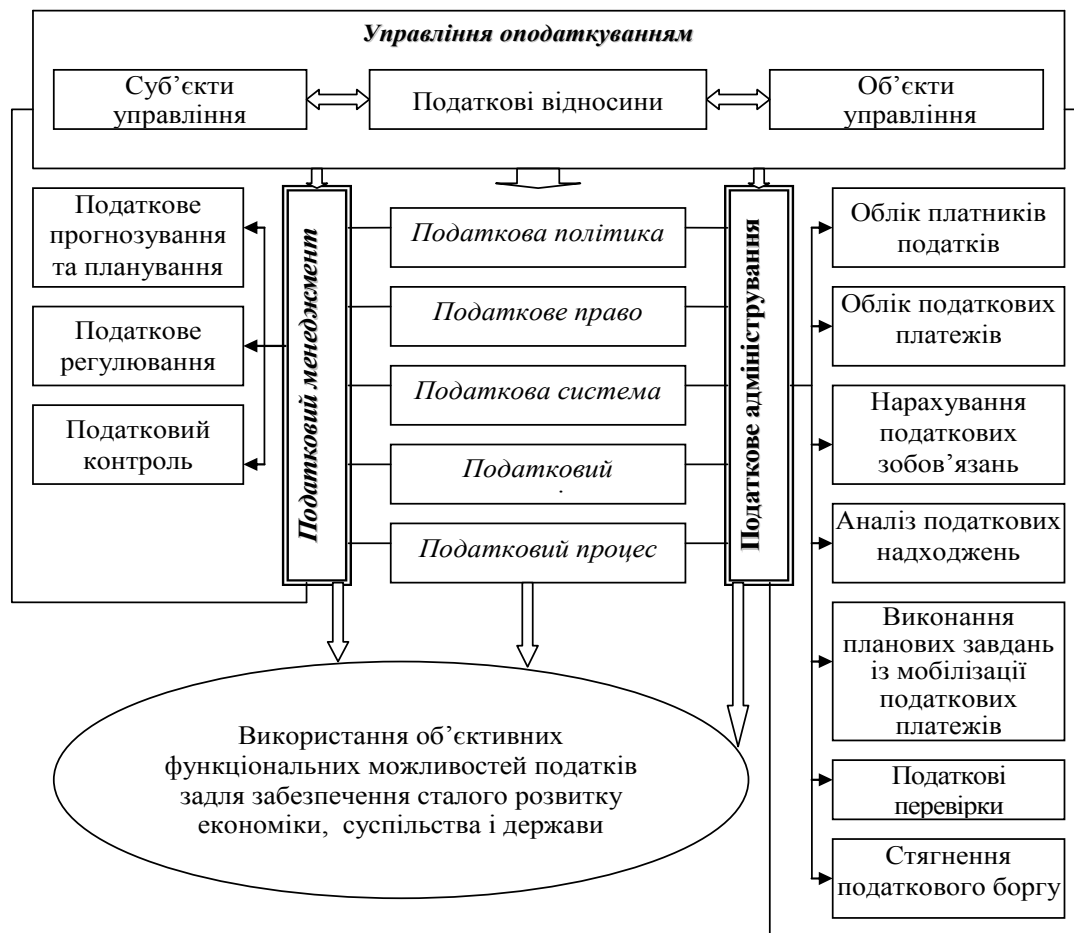 Управління оподаткуванням
Суб’єкти
управління
Податкові відносини
Об’єкти
управління
Податкове
прогнозування
та планування
Податкове
регулювання
Податковий
контроль
Податковий менеджмент
Податкова політика
Податкове право
Податкова система
Податковий
Податковий процес
Податкове адміністрування
Облік платників
податків
Облік податкових
платежів
Нарахування
податкових
зобов’язань
Аналіз податкових
надходжень
Виконання
планових завдань
із мобілізації
податкових
платежів
Податкові
перевірки
Стягнення
податкового боргу
Використання об’єктивних
функціональних можливостей податків
задля забезпечення сталого розвитку
економіки, суспільства і держави